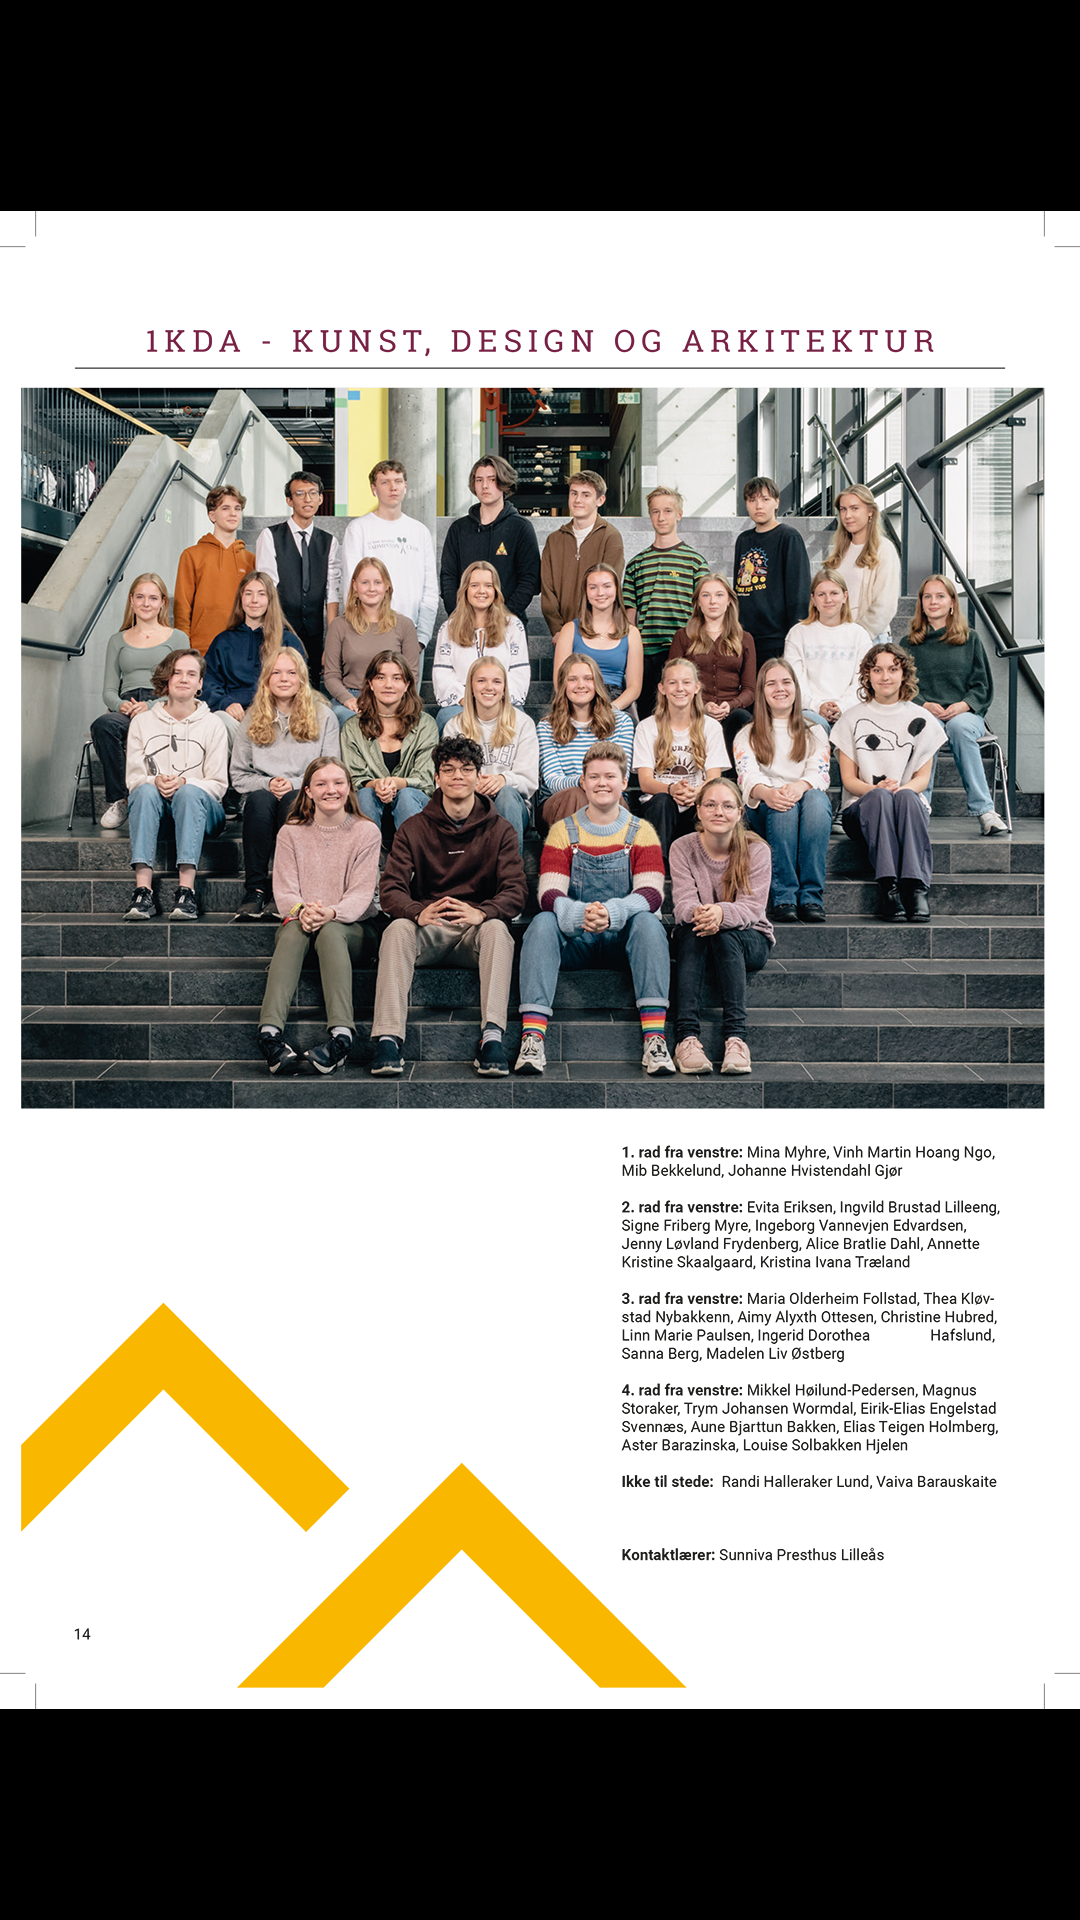 1KDA - KUNST, DESIGN OG ARKITEKTUR
1. rad fra venstre: Mina Myhre, Vinh Martin Hoang Ngo,
Mib Bekkelund, Johanne Hvistendahl Gjør
2. rad fra venstre: Evita Eriksen, Ingvild Brustad Lilleeng,
Signe Friberg Myre, Ingeborg Vannevjen Edvardsen,
Jenny Løvland Frydenberg, Alice Bratlie Dahl, Annette
Kristine Skaalgaard, Kristina Ivana Træland
3. rad fra venstre: Maria Olderheim Follstad, Thea Kløv-
stad Nybakkenn, Aimy Alyxth Ottesen, Christine Hubred,
Linn Marie Paulsen, Ingerid Dorothea Hafslund,
Sanna Berg, Madelen Liv Østberg
4. rad fra venstre: Mikkel Høilund-Pedersen, Magnus
Storaker, Trym Johansen Wormdal, Eirik-Elias Engelstad
Svennæs, Aune Bjarttun Bakken, Elias Teigen Holmberg,
Aster Barazinska, Louise Solbakken Hjelen
Ikke til stede: Randi Halleraker Lund, Vaiva Barauskaite
Kontaktlærer: Sunniva Presthus Lilleås
14